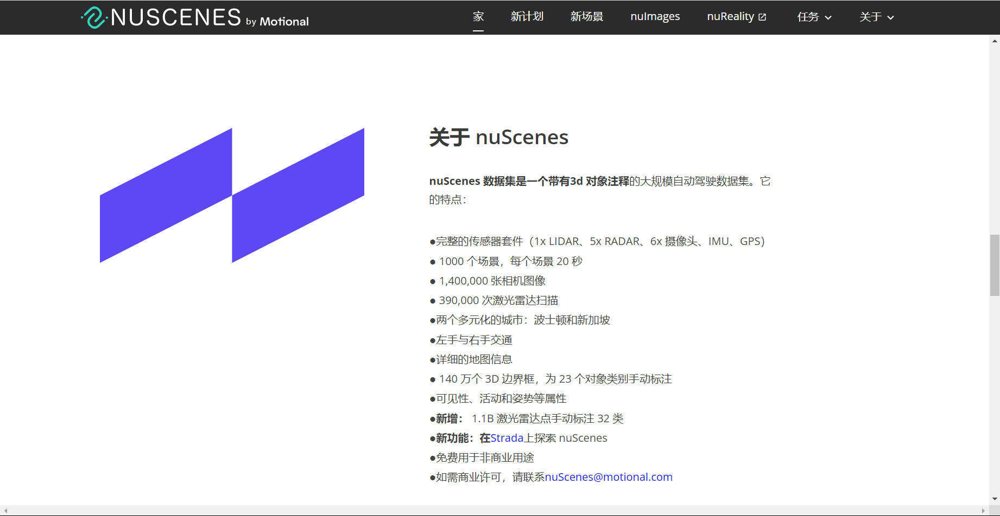 NUSCENES by Motional
家 新计划 新场景 nuImages nuReality 任务 关于
关于 nuScenes
nuScenes 数据集是一个带有3d 对象注释的大规模自动驾驶数据集。它
的特点：
●完整的传感器套件（1x LIDAR、5x RADAR、6x 摄像头、IMU、GPS）
● 1000 个场景，每个场景 20 秒
● 1,400,000 张相机图像
● 390,000 次激光雷达扫描
●两个多元化的城市：波士顿和新加坡
●左手与右手交通
●详细的地图信息
● 140 万个 3D 边界框，为 23 个对象类别手动标注
●可见性、活动和姿势等属性
●新增： 1.1B 激光雷达点手动标注 32 类
●新功能：在Strada上探索 nuScenes
●免费用于非商业用途
●如需商业许可，请联系nuScenes@motional.com